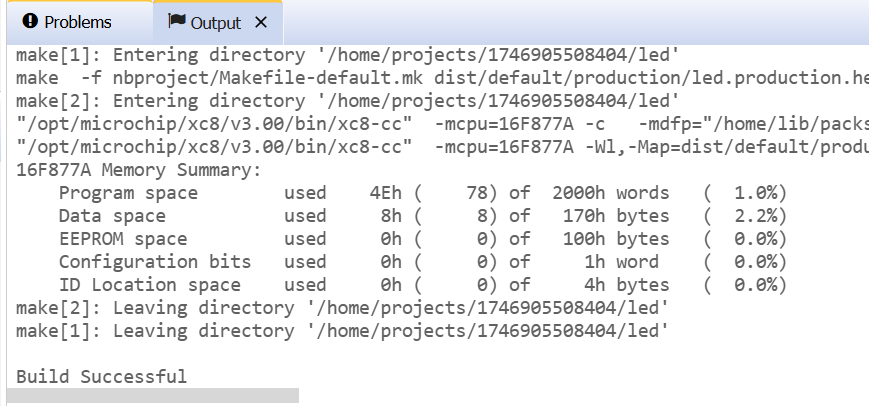 Problems Output ×
make[1]: Entering directory '/home/projects/1746905508404/led'
make  -f nbproject/Makefile-default.mk dist/default/production/led.production.he
make[2]: Entering directory '/home/projects/1746905508404/led'
"/opt/microchip/xc8/v3.00/bin/xc8-cc"  -mcpu=16F877A -c   -mdfp="/home/lib/packs
"/opt/microchip/xc8/v3.00/bin/xc8-cc"  -mcpu=16F877A -Wl,-Map=dist/default/produ
16F877A Memory Summary:
    Program space        used    4Eh (    78) of  2000h words   (  1.0%)
    Data space           used     8h (     8) of   170h bytes   (  2.2%)
    EEPROM space         used     0h (     0) of   100h bytes   (  0.0%)
    Configuration bits   used     0h (     0) of     1h word    (  0.0%)
    ID Location space    used     0h (     0) of     4h bytes   (  0.0%)
make[2]: Leaving directory '/home/projects/1746905508404/led'
make[1]: Leaving directory '/home/projects/1746905508404/led'
Build Successful